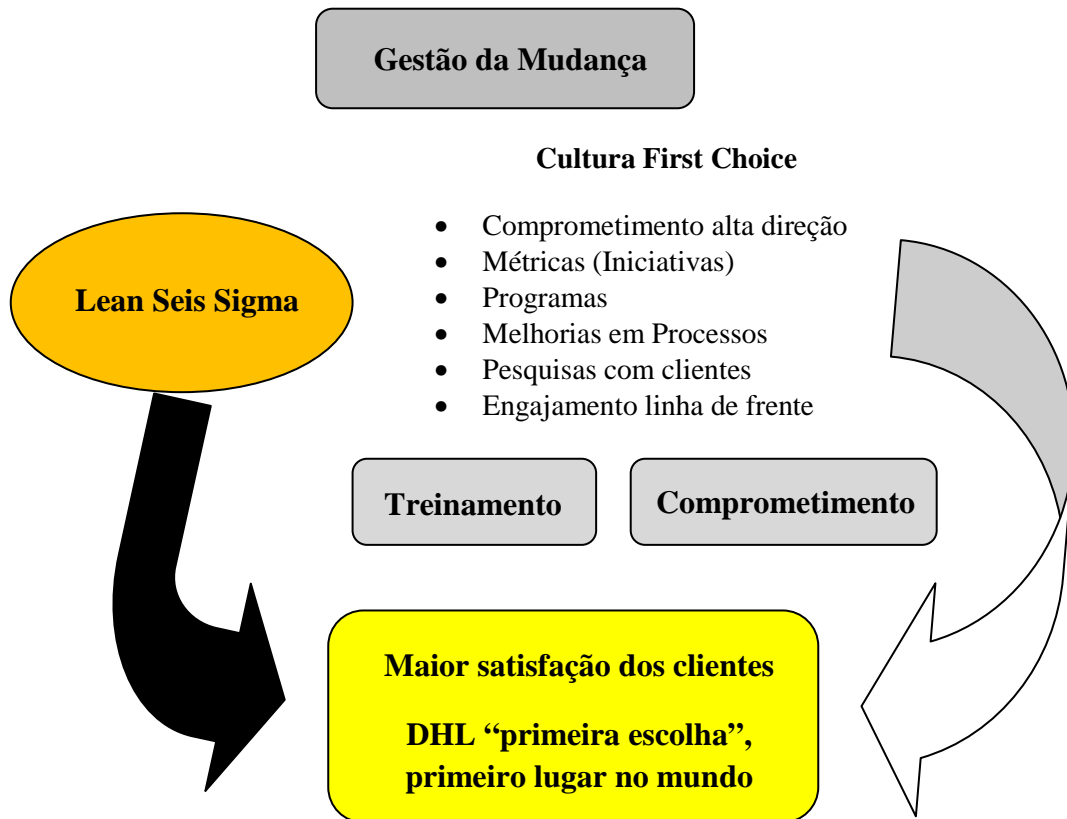 Gestão da Mudança
Cultura First Choice
• Comprometimento alta direção
• Métricas (Iniciativas)
• Programas
• Melhorias em Processos
• Pesquisas com clientes
• Engajamento linha de frente
Lean Seis Sigma
Treinamento
Comprometimento
Maior satisfação dos clientes
DHL “primeira escolha”,
primeiro lugar no mundo